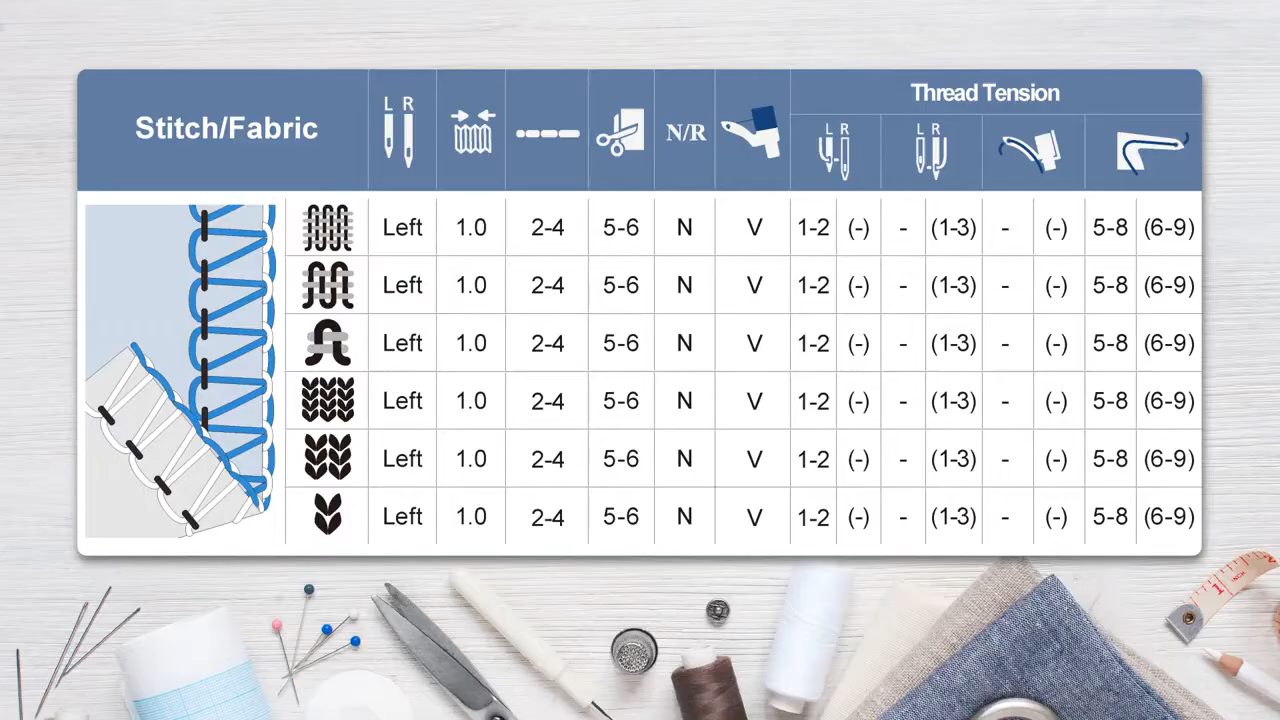 Thread Tension
Stitch/Fabric
L R
N/R
L R
L R
Left 1.0 2-4 5-6 N V 1-2 (-) - (1-3) - (-) 5-8 (6-9)
Left 1.0 2-4 5-6 N V 1-2 (-) - (1-3) - (-) 5-8 (6-9)
Left 1.0 2-4 5-6 N V 1-2 (-) - (1-3) - (-) 5-8 (6-9)
Left 1.0 2-4 5-6 N V 1-2 (-) - (1-3) - (-) 5-8 (6-9)
Left 1.0 2-4 5-6 N V 1-2 (-) - (1-3) - (-) 5-8 (6-9)
Left 1.0 2-4 5-6 N V 1-2 (-) - (1-3) - (-) 5-8 (6-9)
1 INCH